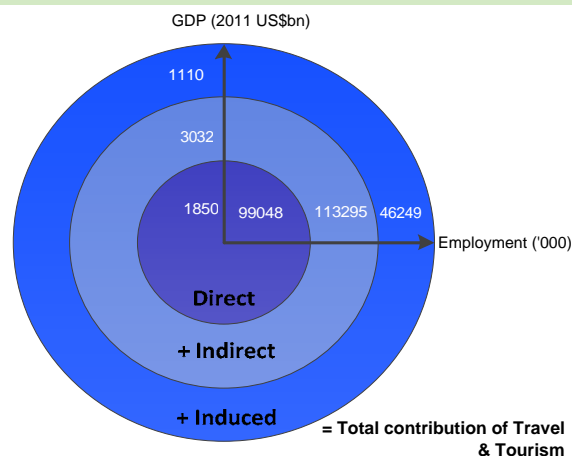 GDP (2011 US$bn)
1110
3032
1850 99048 113295 46249
Employment ('000)
Direct
+ Indirect
+ Induced
= Total contribution of Travel
& Tourism